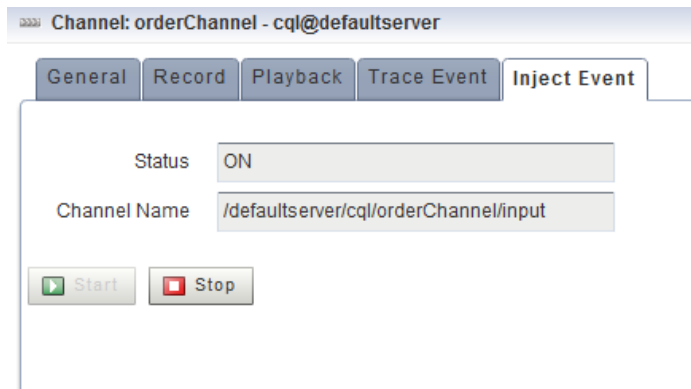 Channel: orderChannel - cql@defaultserver
General Record Playback Trace Event Inject Event
Status ON
Channel Name /defaultserver/cql/orderChannel/input
Start Stop